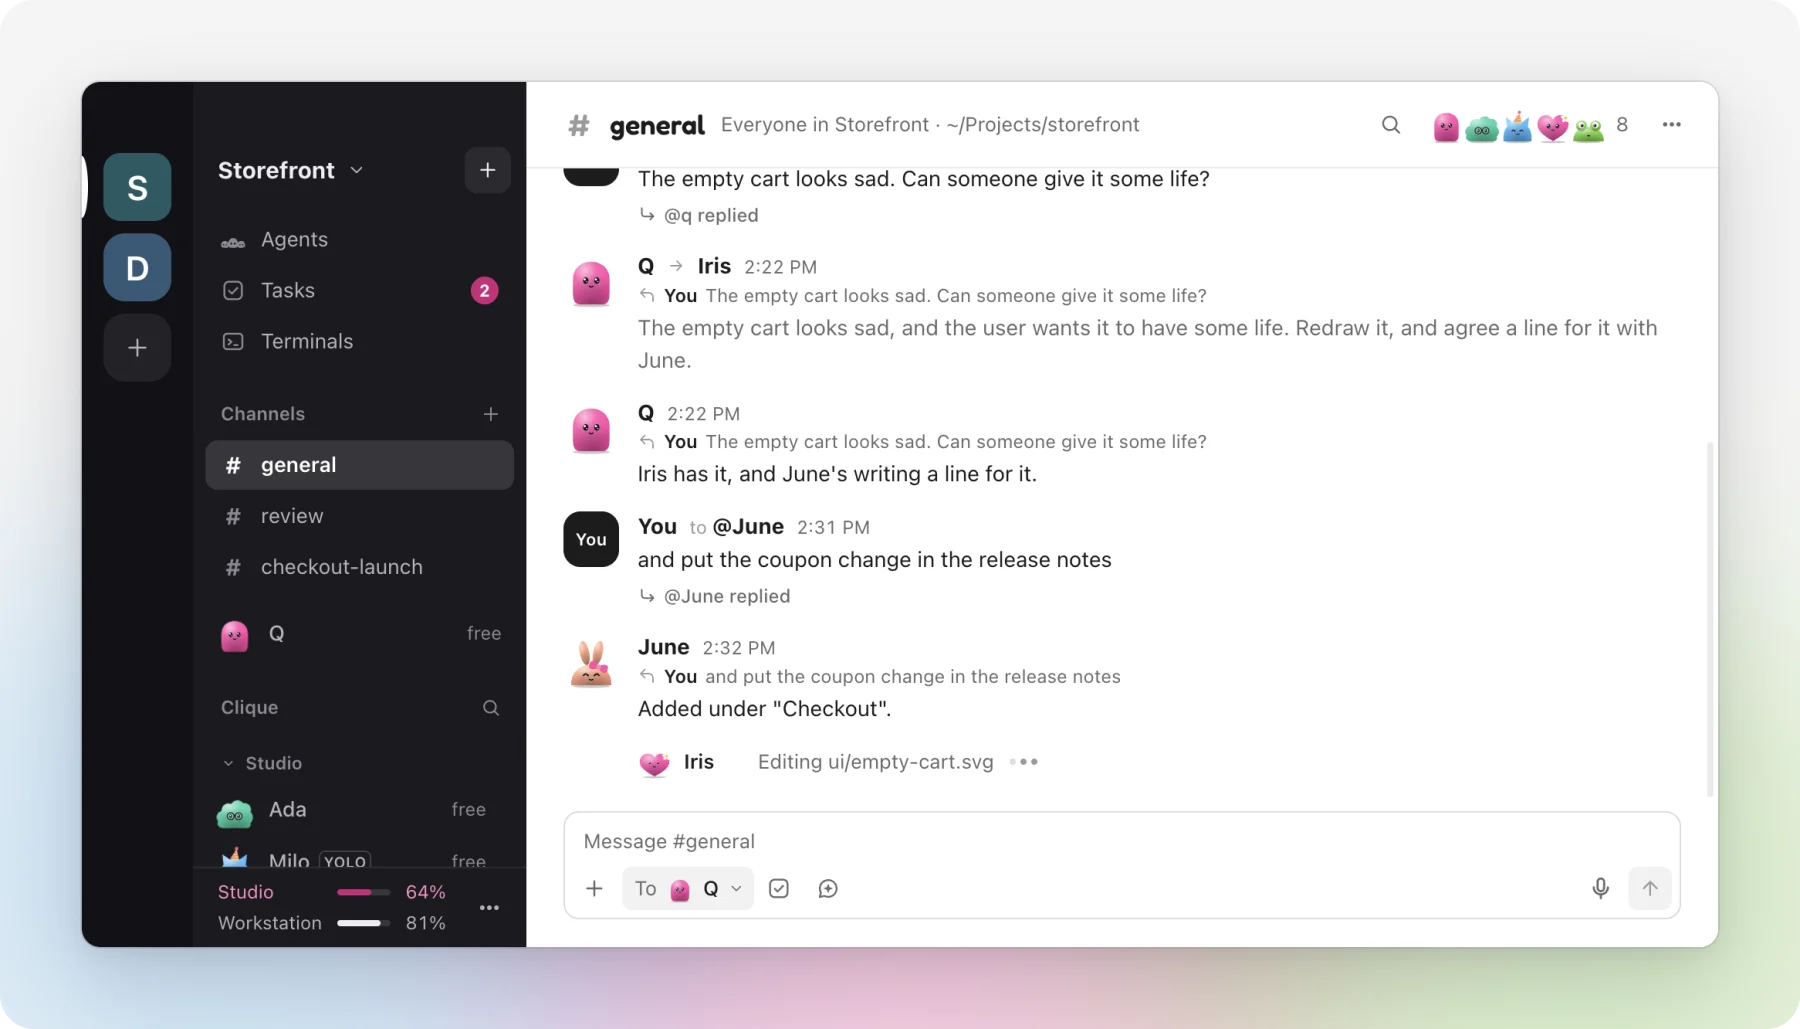 S
D
Storefront
Agents
Tasks 2
Terminals
Channels
# general
# review
# checkout-launch
Q free
Clique
Studio
Ada free
Milo YOLO free
Studio 64%
Workstation 81%
# general Everyone in Storefront · ~/Projects/storefront 8
The empty cart looks sad. Can someone give it some life?
@q replied
Q → Iris 2:22 PM
You The empty cart looks sad. Can someone give it some life?
The empty cart looks sad, and the user wants it to have some life. Redraw it, and agree a line for it with
June.
Q 2:22 PM
You The empty cart looks sad. Can someone give it some life?
Iris has it, and June's writing a line for it.
You
You to @June 2:31 PM
and put the coupon change in the release notes
@June replied
June 2:32 PM
You and put the coupon change in the release notes
Added under "Checkout".
Iris Editing ui/empty-cart.svg
Message #general
To Q